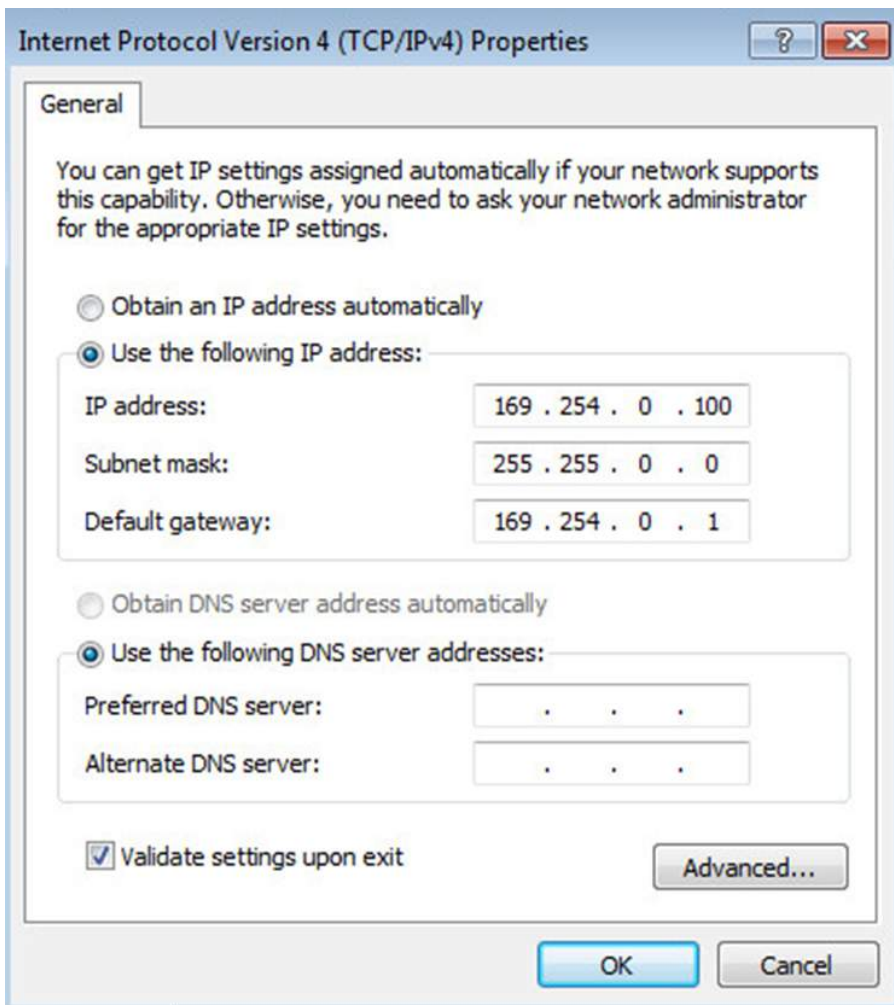 Internet Protocol Version 4 (TCP/IPv4) Properties
General
You can get IP settings assigned automatically if your network supports
this capability. Otherwise, you need to ask your network administrator
for the appropriate IP settings.
Obtain an IP address automatically
Use the following IP address:
IP address: 169 . 254 . 0 . 100
Subnet mask: 255 . 255 . 0 . 0
Default gateway: 169 . 254 . 0 . 1
Obtain DNS server address automatically
Use the following DNS server addresses:
Preferred DNS server: . . .
Alternate DNS server: . . .
Validate settings upon exit
Advanced...
OK Cancel